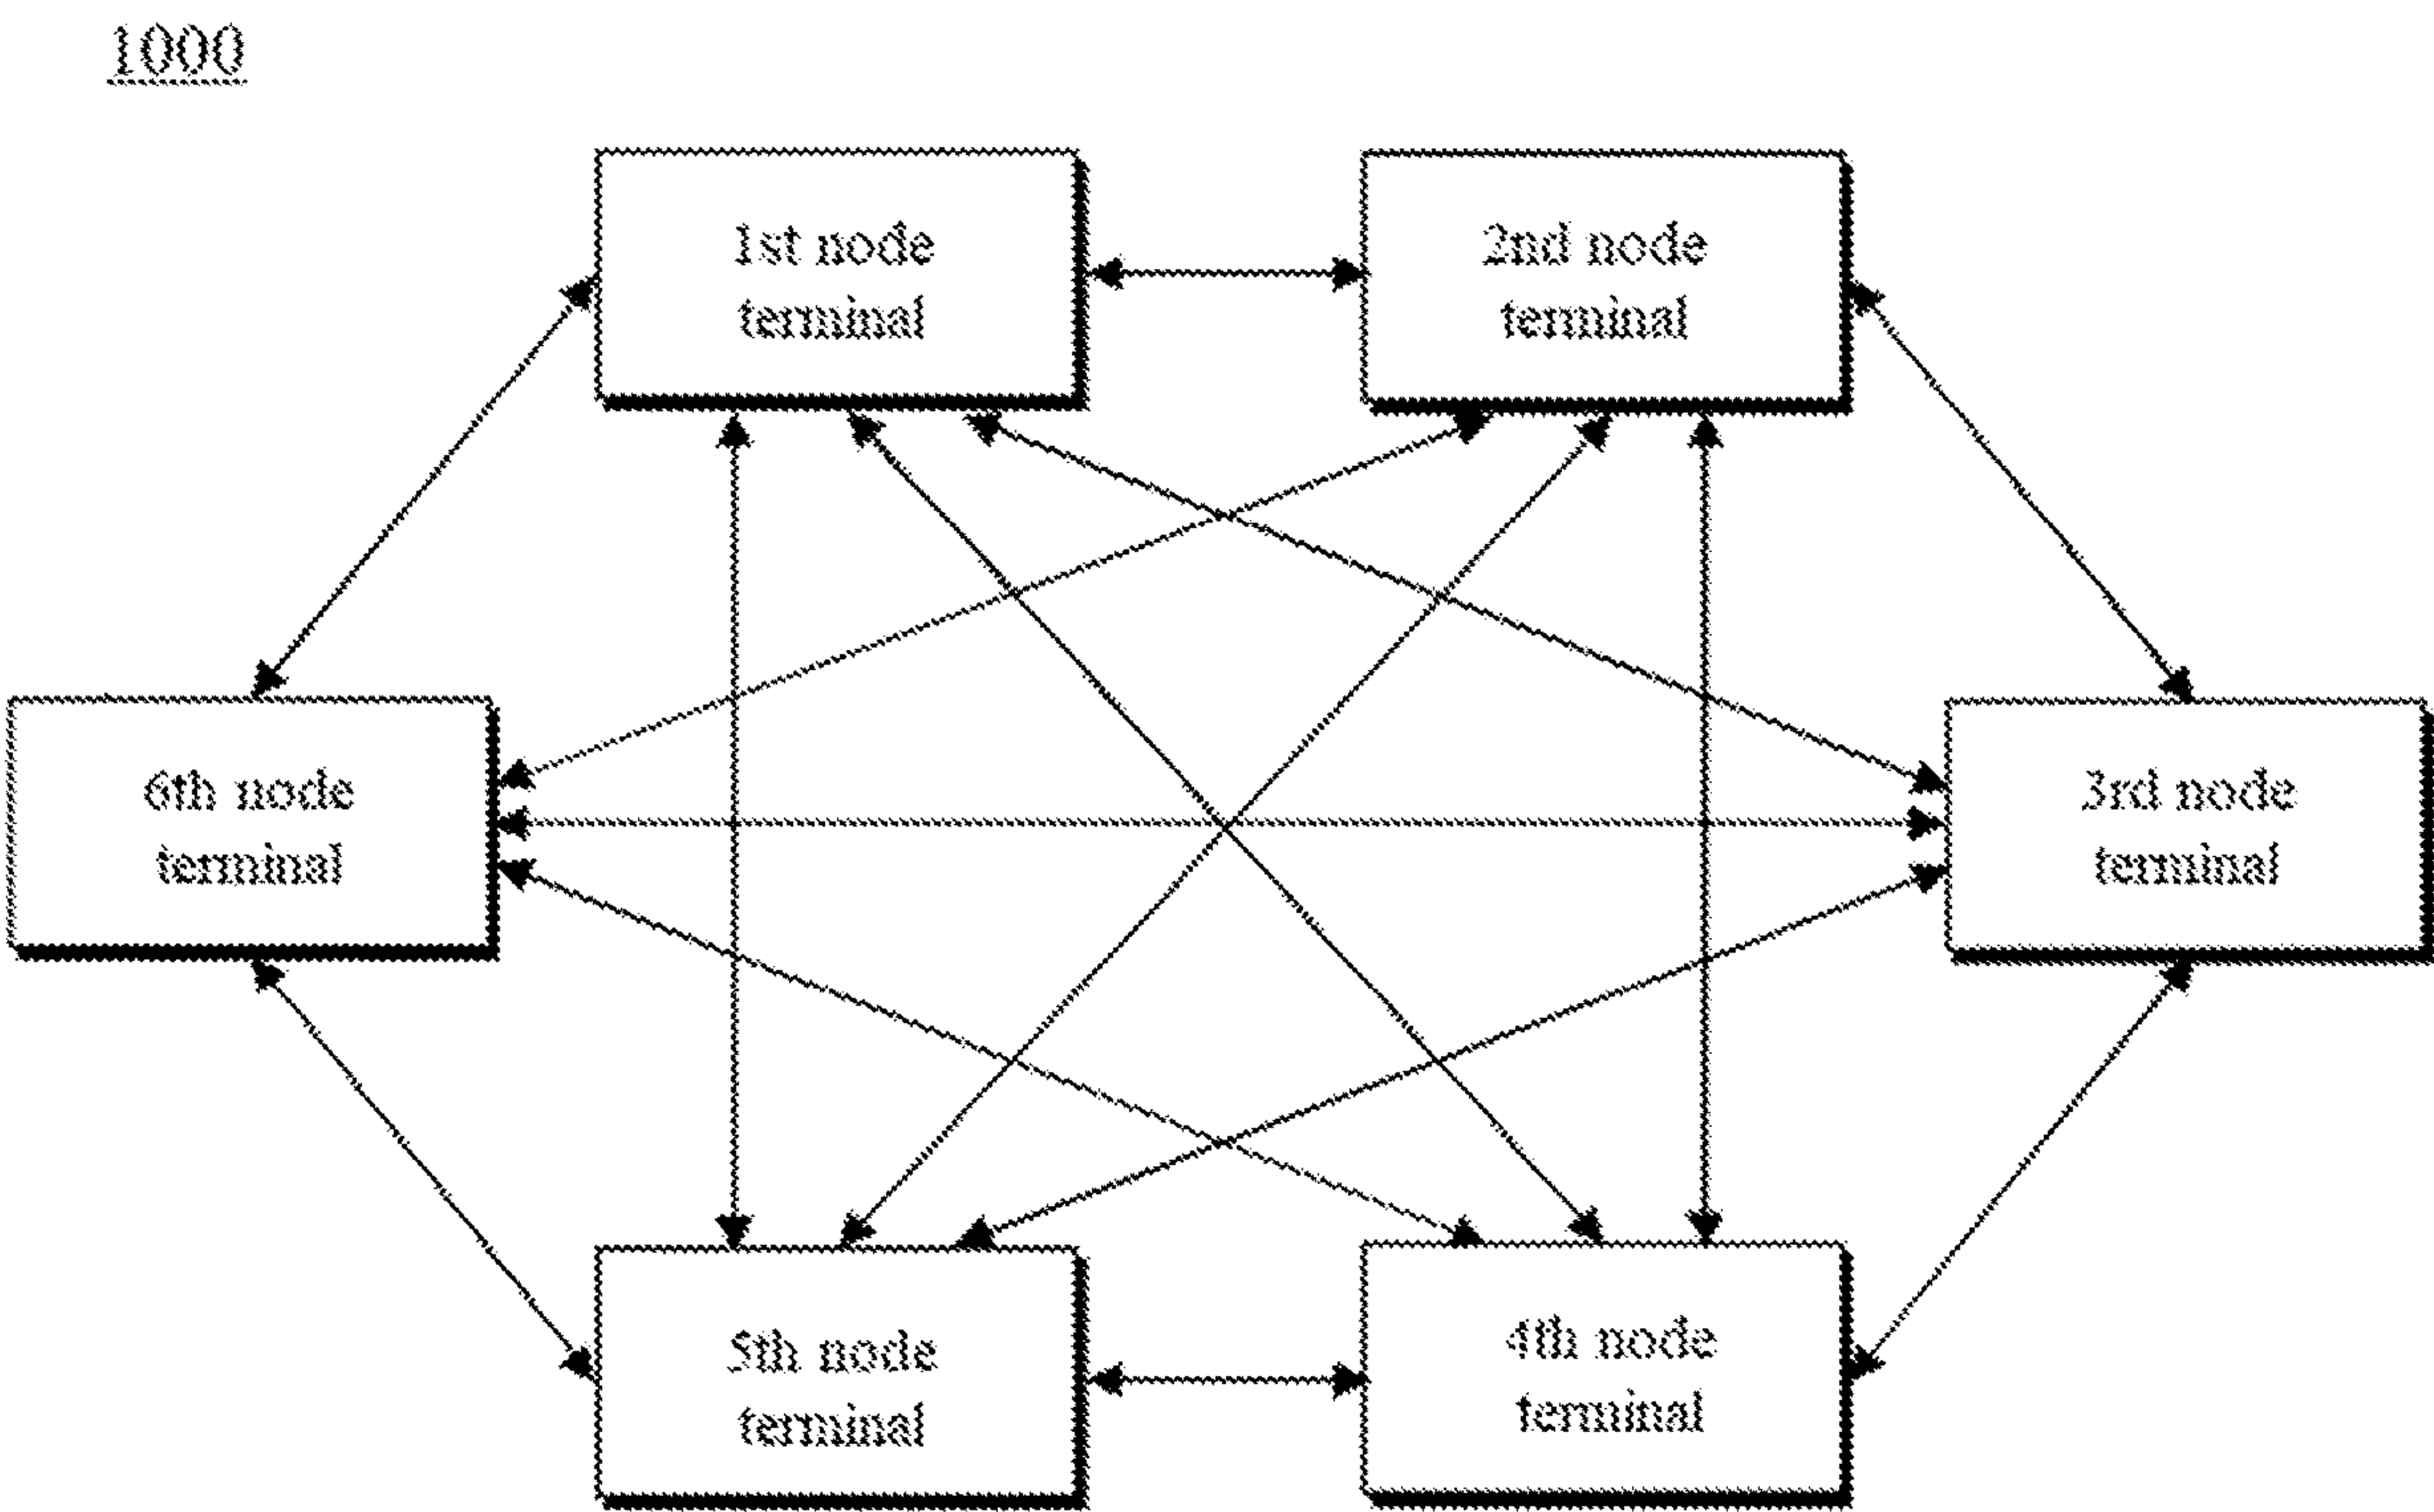 1000
1st node
terminal
2nd node
terminal
6th node
terminal
3rd node
terminal
5th node
terminal
4th node
terminal